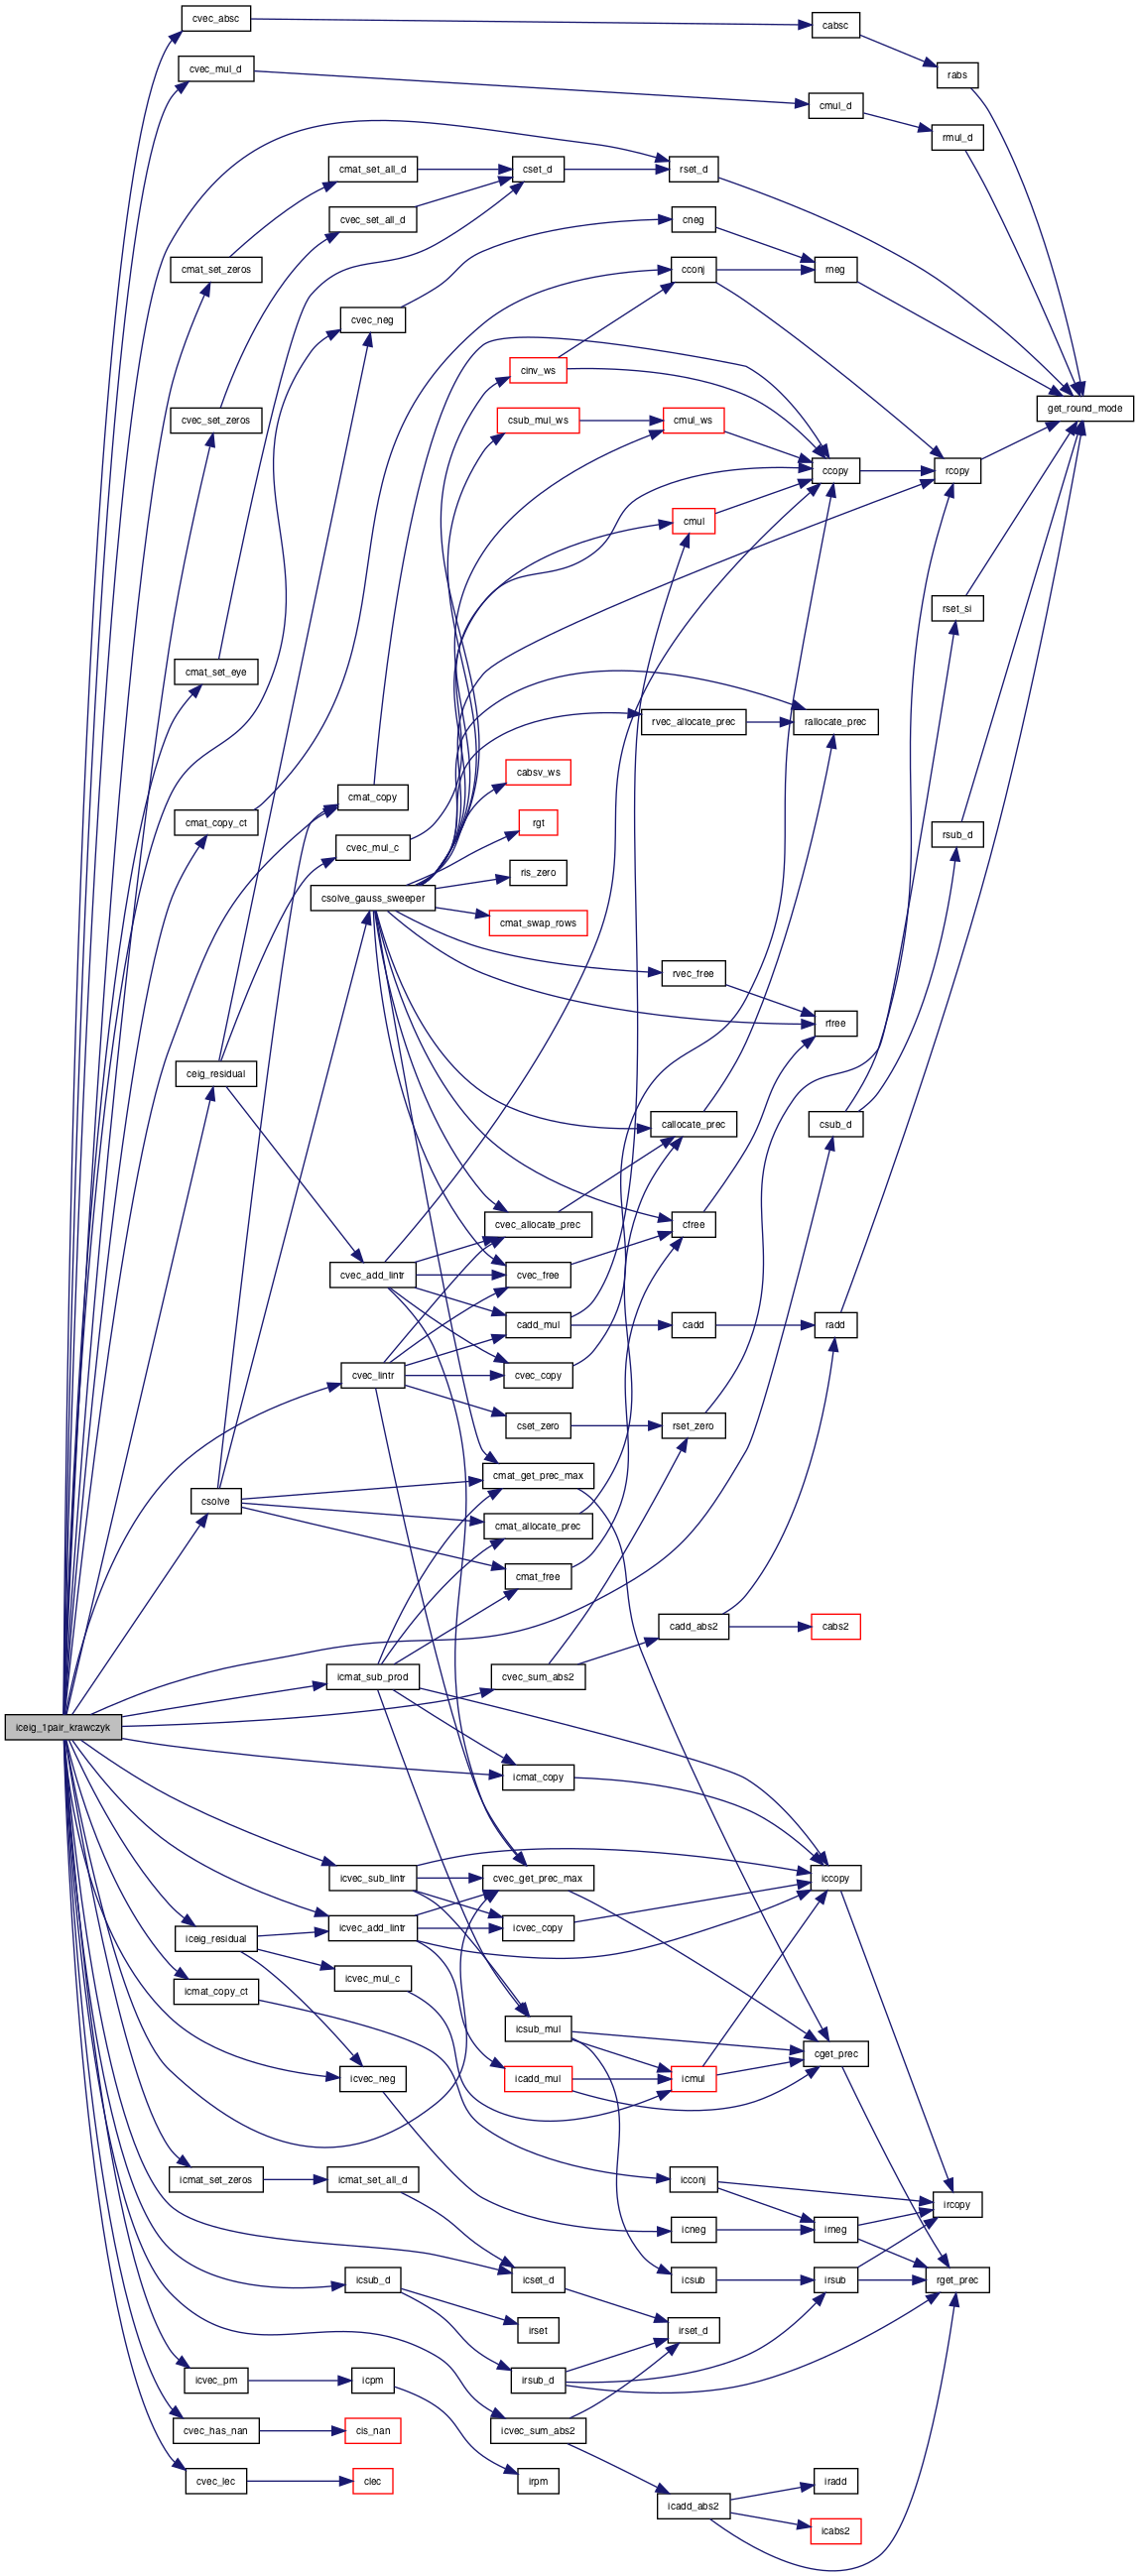 cvec_absc
cabsc
cvec_mul_d
rabs
cmul_d
rmul_d
cmat_set_all_d
cset_d
rset_d
cvec_set_all_d
cneg
cmat_set_zeros
cconj
rneg
cvec_neg
cinv_ws
get_round_mode
cvec_set_zeros
csub_mul_ws
cmul_ws
ccopy
rcopy
cmul
rset_si
cmat_set_eye
rvec_allocate_prec
rallocate_prec
cabsv_ws
cmat_copy
cmat_copy_ct
rgt
rsub_d
cvec_mul_c
ris_zero
csolve_gauss_sweeper
cmat_swap_rows
rvec_free
rfree
ceig_residual
callocate_prec
csub_d
cvec_allocate_prec
cfree
cvec_add_lintr
cvec_free
cadd_mul
cadd
radd
cvec_lintr
cvec_copy
cset_zero
rset_zero
cmat_get_prec_max
csolve
cmat_allocate_prec
cmat_free
cadd_abs2
cabs2
icmat_sub_prod
cvec_sum_abs2
iceig_1pair_krawczyk
icmat_copy
icvec_sub_lintr
cvec_get_prec_max
iccopy
icvec_add_lintr
icvec_copy
iceig_residual
icvec_mul_c
icmat_copy_ct
icsub_mul
cget_prec
icvec_neg
icadd_mul
icmul
icmat_set_zeros
icmat_set_all_d
icconj
ircopy
icneg
irneg
icsub_d
icset_d
icsub
irsub
rget_prec
irset
irset_d
icvec_pm
icpm
irsub_d
cvec_has_nan
cis_nan
icvec_sum_abs2
cvec_lec
clec
irpm
iradd
icadd_abs2
icabs2